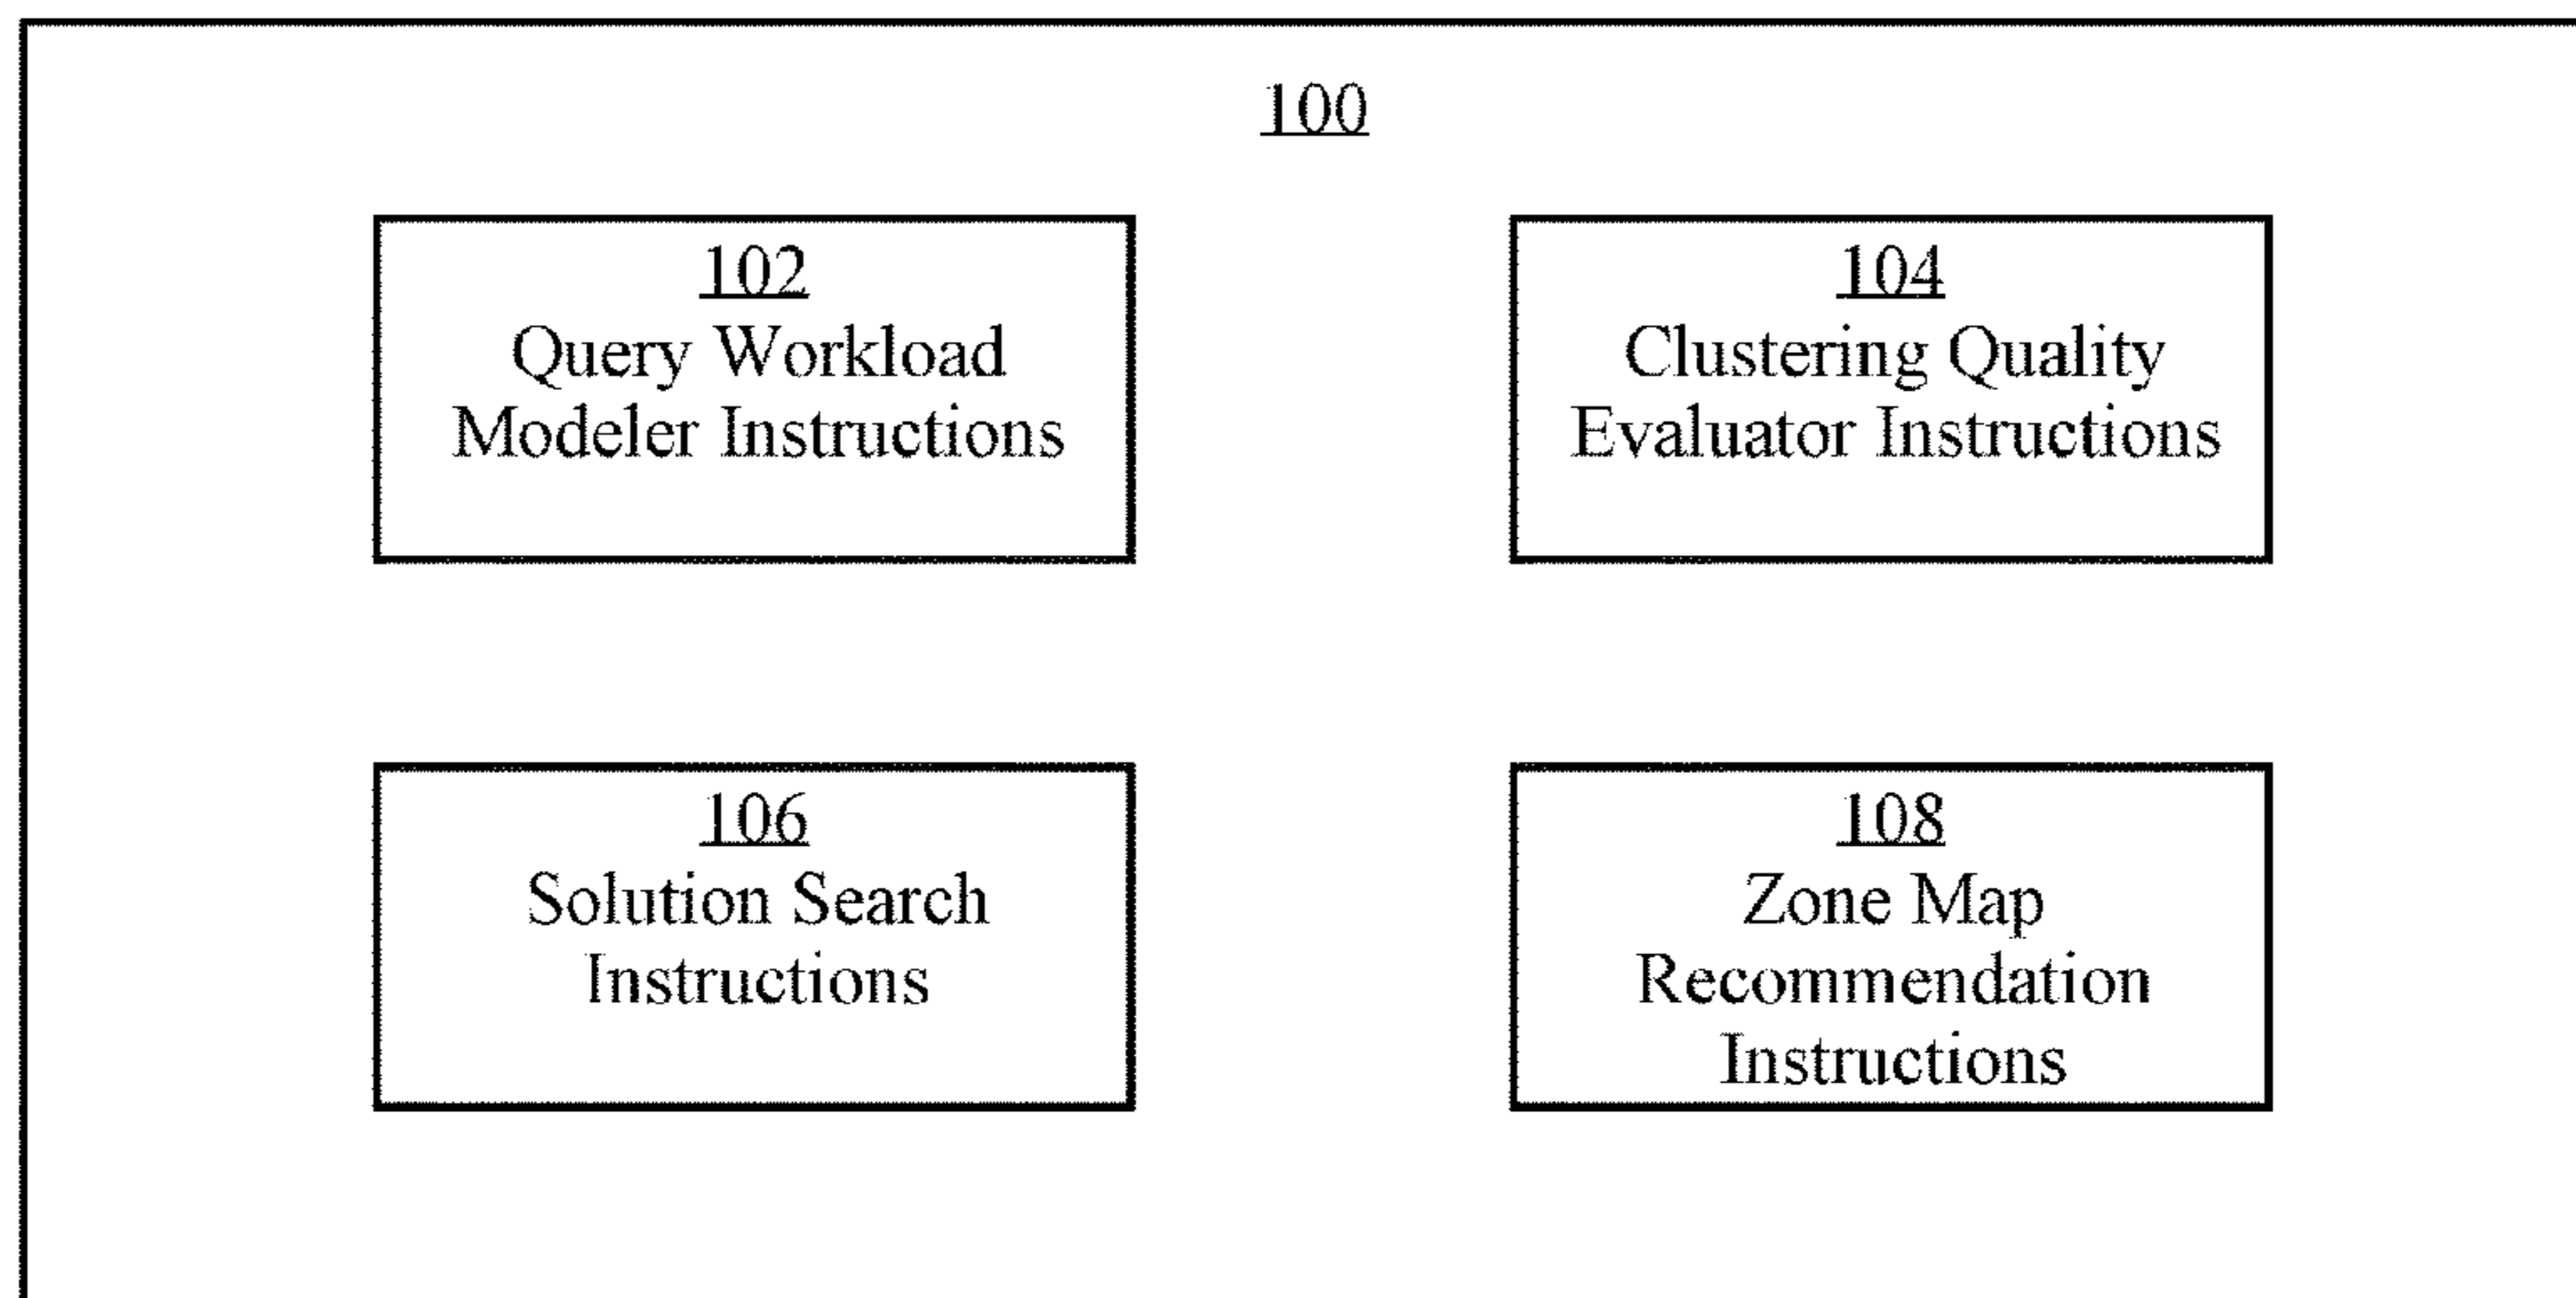 100
102
Query Workload
Modeler Instructions
104
Clustering Quality
Evaluator Instructions
106
Solution Search
Instructions
108
Zone Map
Recommendation
Instructions